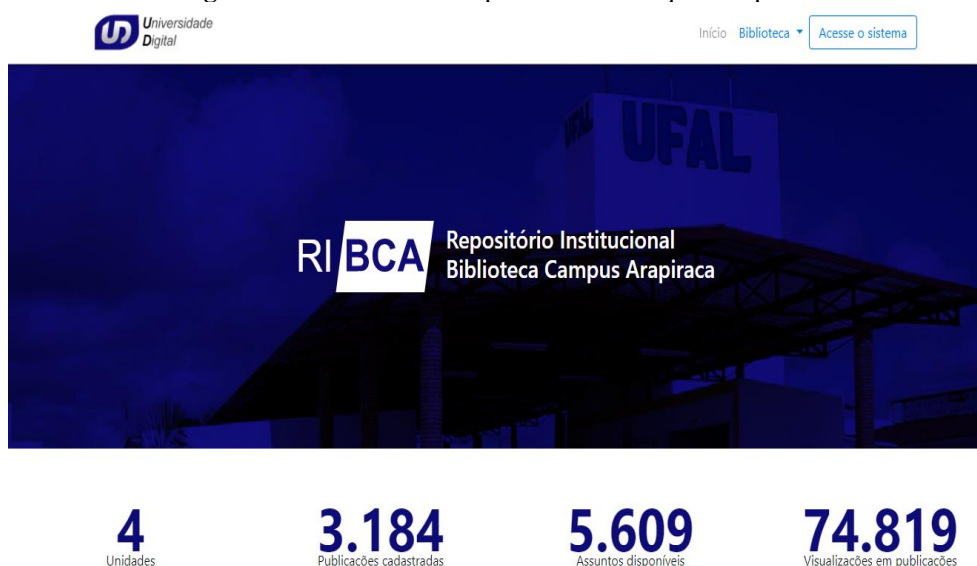 Universidade
Digital
Início Biblioteca Acesse o sistema
UFAL
UFAL
RI BCA Repositório Institucional
Biblioteca Campus Arapiraca
4 3.184 5.609 74.819
Unidades Publicações cadastradas Assuntos disponíveis Visualizações em publicações